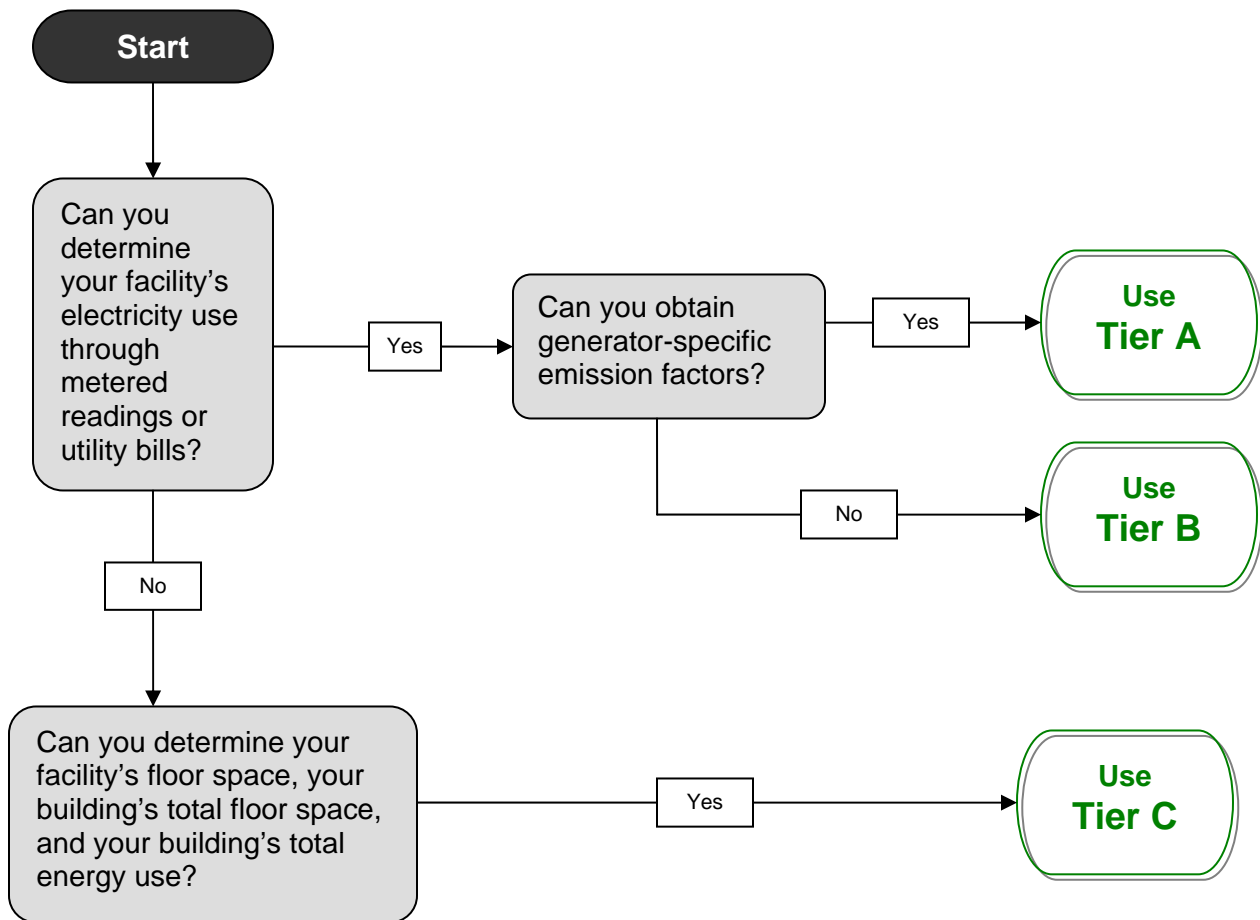 Start
Can you
determine
your facility’s
electricity use
through
metered
readings or
utility bills?
Yes
Can you obtain
generator-specific
emission factors?
Yes
Use
Tier A
No
Use
Tier B
No
Can you determine your
facility’s floor space, your
building’s total floor space,
and your building’s total
energy use?
Yes
Use
Tier C